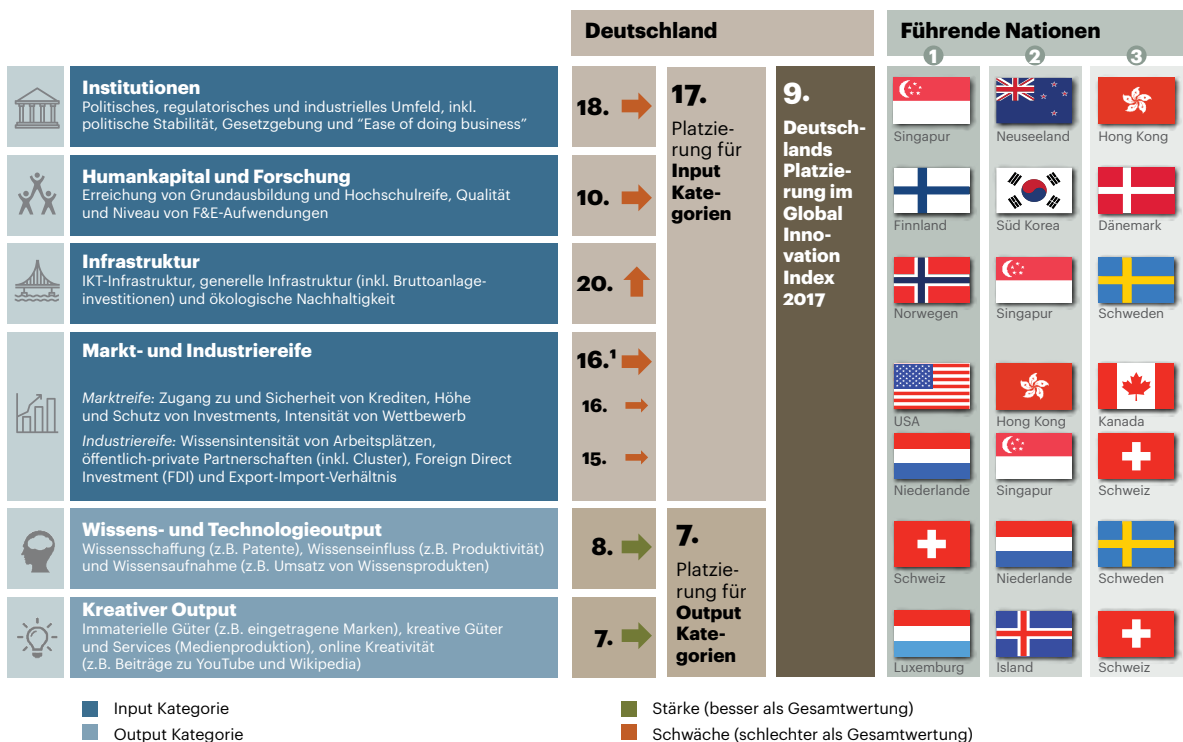 Deutschland
Führende Nationen
1
2
3
Institutionen
Politisches, regulatorisches und industrielles Umfeld, inkl.
politische Stabilität, Gesetzgebung und “Ease of doing business”
18.
Singapur
Neuseeland
Hong Kong
Humankapital und Forschung
Erreichung von Grundausbildung und Hochschulreife, Qualität
und Niveau von F&E-Aufwendungen
10.
Finnland
Süd Korea
Dänemark
Infrastruktur
IKT-Infrastruktur, generelle Infrastruktur (inkl. Bruttoanlage-
investitionen) und ökologische Nachhaltigkeit
20.
Norwegen
Singapur
Schweden
Markt- und Industriereife
16.¹
Marktreife: Zugang zu und Sicherheit von Krediten, Höhe
und Schutz von Investments, Intensität von Wettbewerb
16.
USA
Hong Kong
Kanada
Industriereife: Wissensintensität von Arbeitsplätzen,
öffentlich-private Partnerschaften (inkl. Cluster), Foreign Direct
Investment (FDI) und Export-Import-Verhältnis
15.
Niederlande
Singapur
Schweiz
17.
Platzie-
rung für
Input
Kate-
gorien
9.
Deutsch-
lands
Platzie-
rung im
Global
Inno-
vation
Index
2017
Wissens- und Technologieoutput
Wissensschaffung (z.B. Patente), Wissenseinfluss (z.B. Produktivität)
und Wissensaufnahme (z.B. Umsatz von Wissensprodukten)
8.
Schweiz
Niederlande
Schweden
Kreativer Output
Immaterielle Güter (z.B. eingetragene Marken), kreative Güter
und Services (Medienproduktion), online Kreativität
(z.B. Beiträge zu YouTube und Wikipedia)
7.
Luxemburg
Island
Schweiz
7.
Platzie-
rung für
Output
Kate-
gorien
Input Kategorie
Output Kategorie
Stärke (besser als Gesamtwertung)
Schwäche (schlechter als Gesamtwertung)